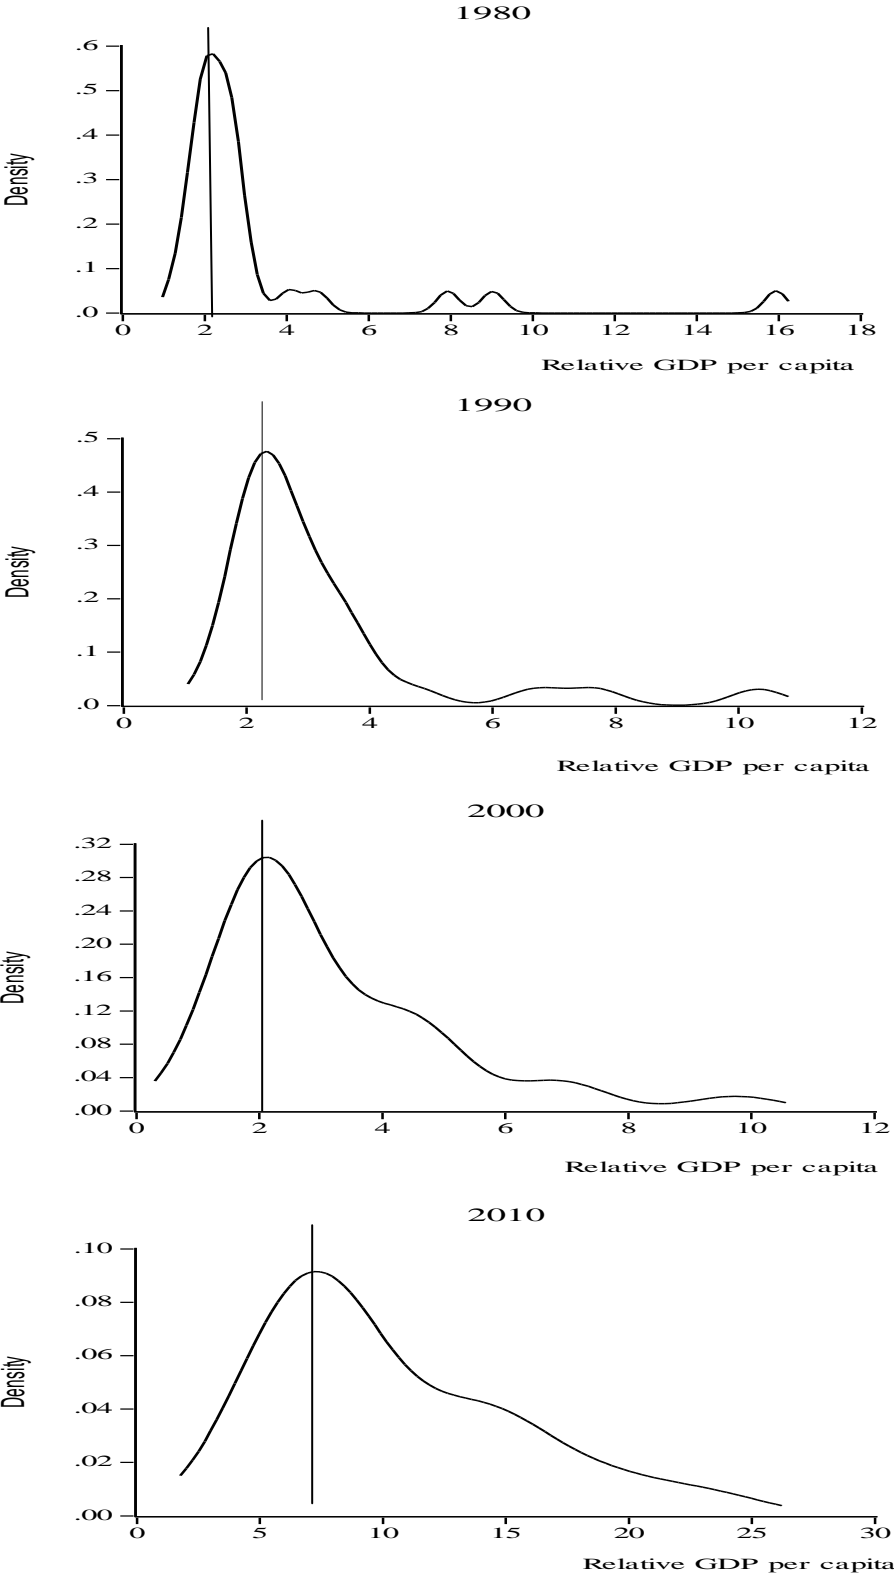 1980
.6
.5
.4
.3
.2
.1
.0
Density
0 2 4 6 8 10 12 14 16 18
Relative GDP per capita
1990
.5
.4
.3
.2
.1
.0
Density
0 2 4 6 8 10 12
Relative GDP per capita
2000
.32
.28
.24
.20
.16
.12
.08
.04
.00
Density
0 2 4 6 8 10 12
Relative GDP per capita
2010
.10
.08
.06
.04
.02
.00
Density
0 5 10 15 20 25 30
Relative GDP per capita